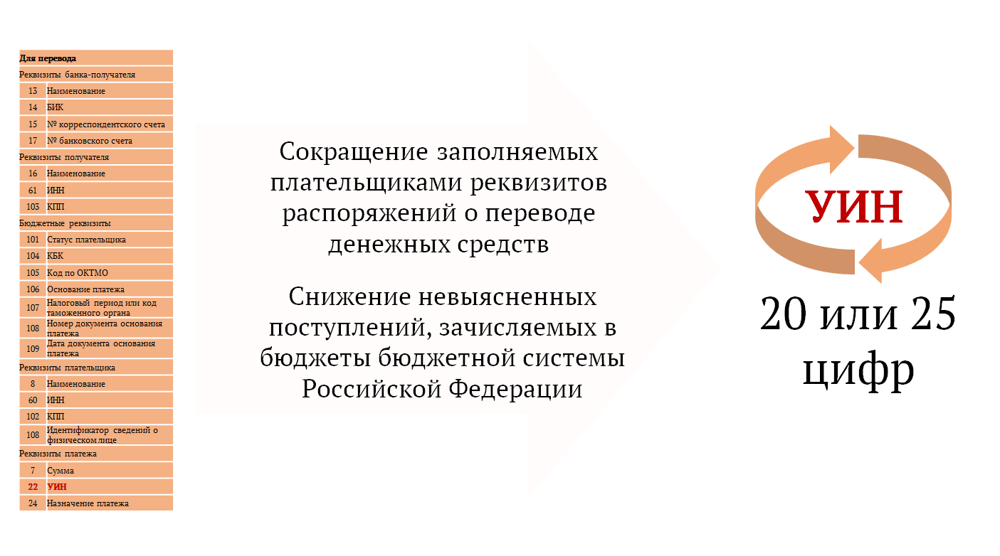 Для перевода
Реквизиты банка-получателя
13 Наименование
14 БИК
15 № корреспондентского счета
17 № банковского счета
Реквизиты получателя
16 Наименование
61 ИНН
103 КПП
Бюджетные реквизиты
101 Статус плательщика
104 КБК
105 Код по ОКТМО
106 Основание платежа
107 Налоговый период или код
таможенного органа
108 Номер документа основания
платежа
109 Дата документа основания
платежа
Реквизиты плательщика
8 Наименование
60 ИНН
102 КПП
108 Идентификатор сведений о
физическом лице
Реквизиты платежа
7 Сумма
22 УИН
24 Назначение платежа
Сокращение заполняемых
плательщиками реквизитов
распоряжений о переводе
денежных средств
Снижение невыясненных
поступлений, зачисляемых в
бюджеты бюджетной системы
Российской Федерации
УИН
20 или 25
цифр